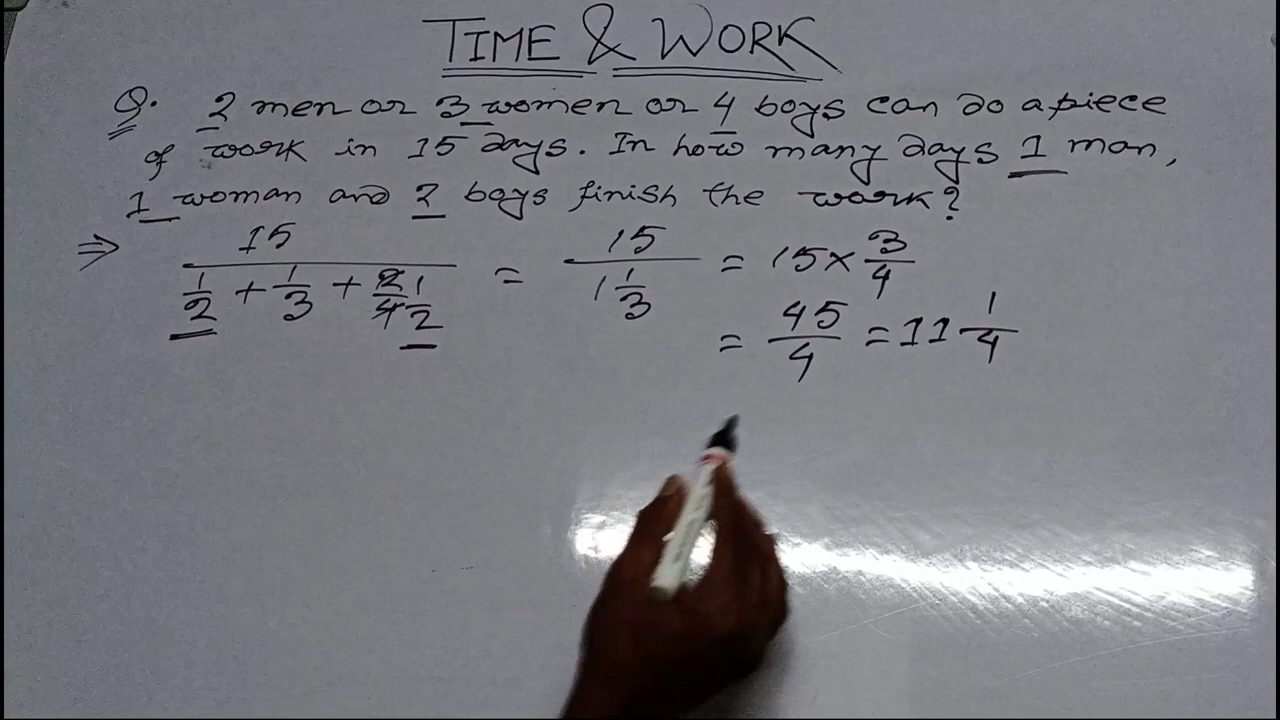 TIME & WORK
Q. 2 men or 3 women or 4 boys can do a piece
of work in 15 days. In how many days 1 man,
1 woman and 2 boys finish the work?
⇒ 15 / (1/2 + 1/3 + 2/4 1/2) = 15 / 1 1/3 = 15 × 3/4
= 45/4 = 11 1/4